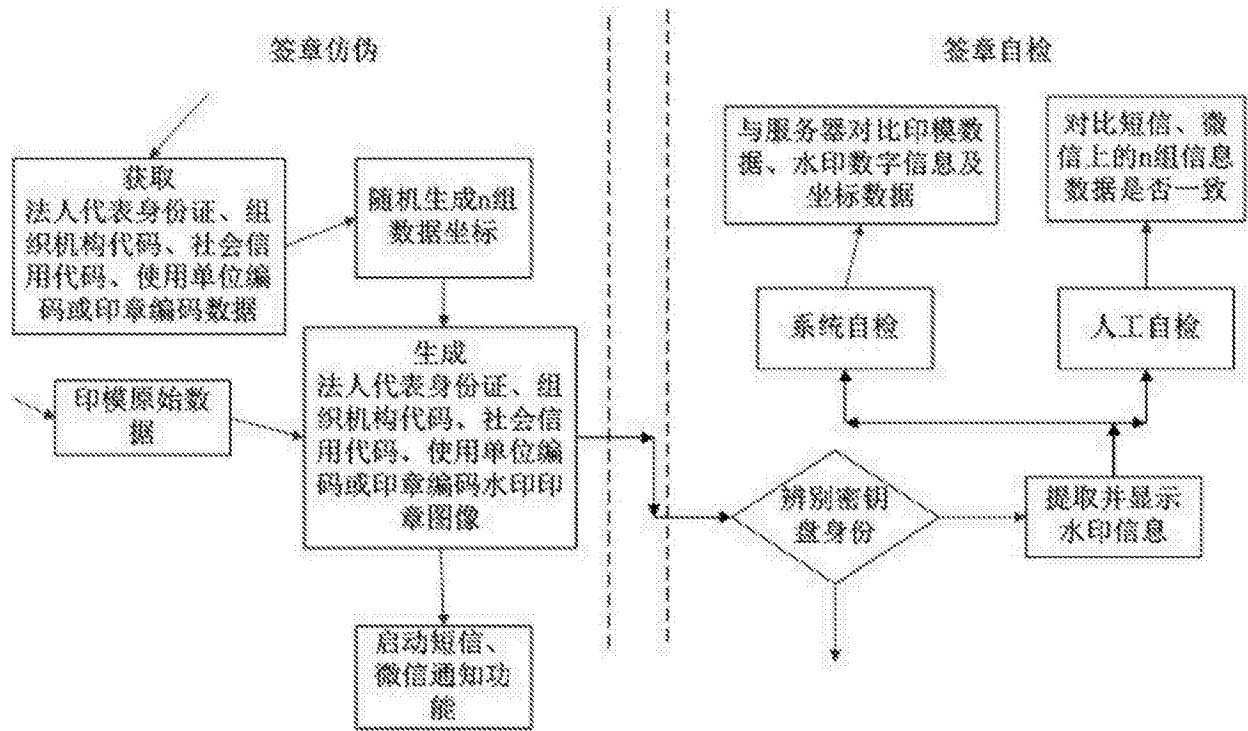 签章仿伪
获取
法人代表身份证、组
织机构代码、社会信
用代码、使用单位编
码或印章编码数据
随机生成n组
数据坐标
印模原始数
据
生成
法人代表身份证、组
织机构代码、社会信
用代码、使用单位编
码或印章编码水印印
章图像
启动短信、
微信通知功
能
签章自检
与服务器对比印模数
据、水印数字信息及
坐标数据
对比短信、微
信上的n组信息
数据是否一致
系统自检
人工自检
辨别密钥
盘身份
提取并显示
水印信息